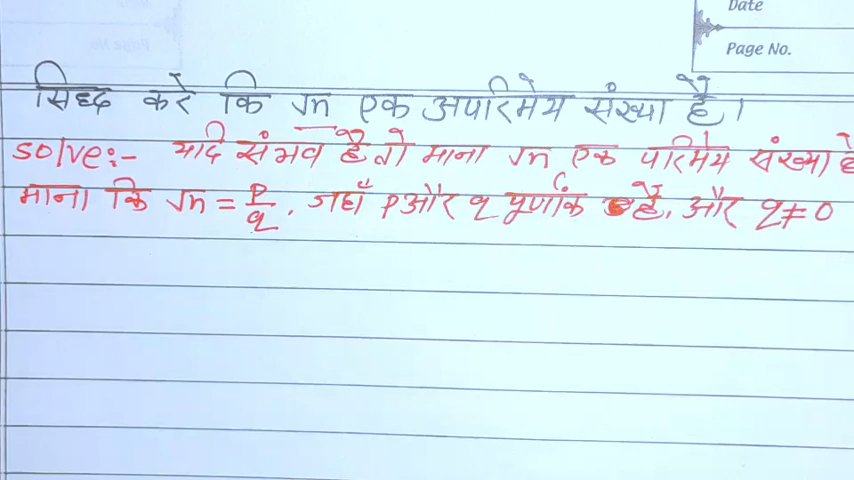 Date
Page No.
सिध्द करे कि √n एक अपरिमेय संख्या है।
Solve:- यदि संभव है तो माना √n एक परिमेय संख्या है
माना कि √n = p/q, जहाँ p और q पूर्णांक है, और q ≠ 0